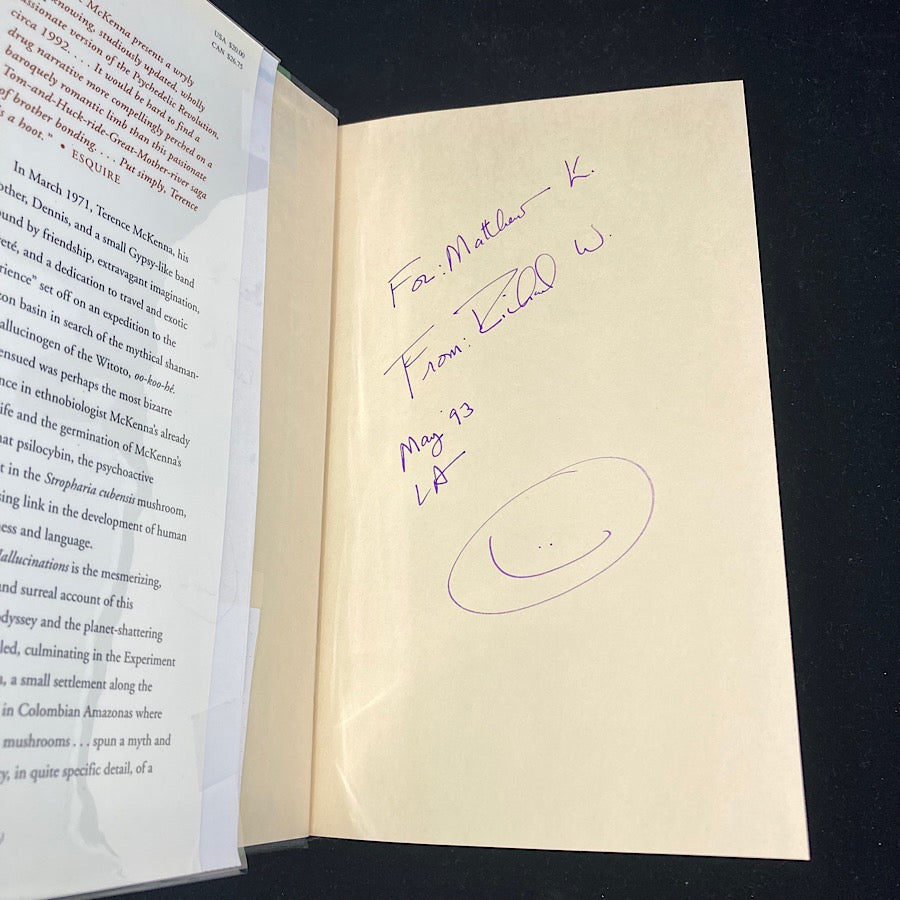 McKenna presents a wryly
knowing, studiously updated, wholly
version of the Psychedelic Revolution,
circa 1992. . . . It would be hard to find a
drug narrative more compellingly perched on a
baroquely romantic limb than this passionate
Tom-and-Huck-ride-Great-Mother-river saga
of brother bonding. . . . Put simply, Terence
a hoot."
• ESQUIRE
USA $20.00
CAN $26.75
In March 1971, Terence McKenna, his
Dennis, and a small Gypsy-like band
by friendship, extravagant imagination,
and a dedication to travel and exotic
set off on an expedition to the
basin in search of the mythical shaman-
of the Witoto, oo-koo-hé.
ensued was perhaps the most bizarre
in ethnobiologist McKenna's already
and the germination of McKenna's
psilocybin, the psychoactive
in the Stropharia cubensis mushroom,
link in the development of human
and language.
is the mesmerizing,
and surreal account of this
and the planet-shattering
culminating in the Experiment
a small settlement along the
in Colombian Amazonas where
mushrooms . . . spun a myth and
in quite specific detail, of a
For: Matthew K.
From: Richard W.
May '93
LA